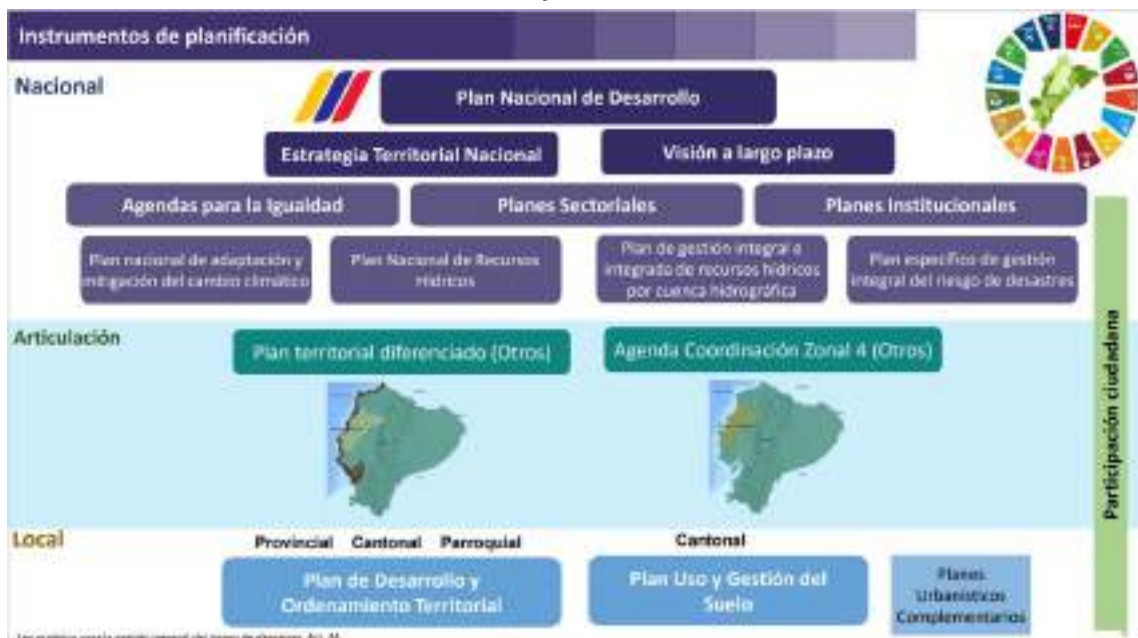 Instrumentos de planificación
Nacional
Plan Nacional de Desarrollo
Estrategia Territorial Nacional
Visión a largo plazo
Agendas para la Igualdad
Planes Sectoriales
Planes Institucionales
Plan nacional de adaptación y
mitigación del cambio climático
Plan Nacional de Recursos
Hídricos
Plan de gestión integral e
integrada de recursos hídricos
por cuenca hidrográfica
Plan específico de gestión
integral del riesgo de desastres
Articulación
Plan territorial diferenciado (Otros)
Agenda Coordinación Zonal 4 (Otros)
Participación ciudadana
Local
Provincial Cantonal Parroquial
Cantonal
Plan de Desarrollo y
Ordenamiento Territorial
Plan Uso y Gestión del
Suelo
Planes
Urbanísticos
Complementarios